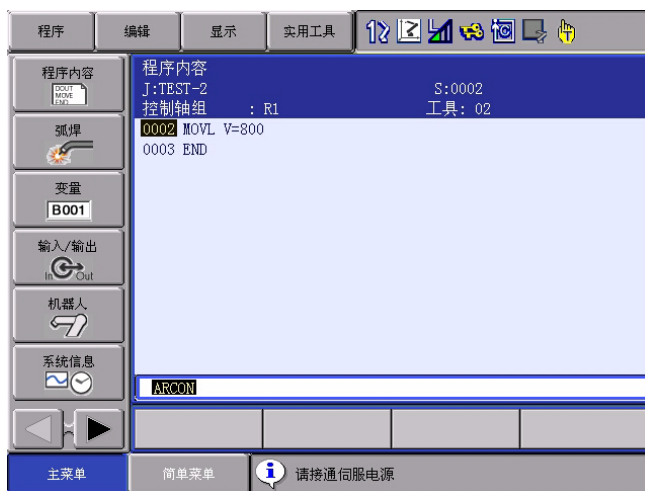 程序
编辑
显示
实用工具
程序内容
DOUT
MOVE
END
弧焊
变量
B001
输入/输出
In Out
机器人
系统信息
程序内容
J:TEST-2 S:0002
控制轴组 : R1 工具: 02
0002 MOVL V=800
0003 END
ARCON
主菜单
简单菜单
请接通伺服电源